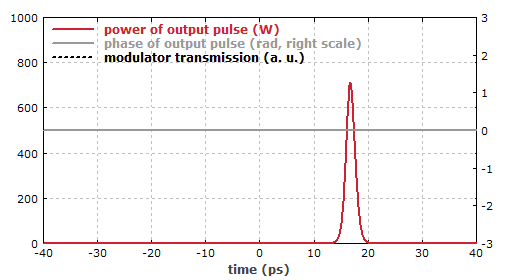 1000
800
600
400
200
0
power of output pulse (W)
phase of output pulse (rad, right scale)
modulator transmission (a. u.)
3
2
1
0
-1
-2
-3
-40 -30 -20 -10 0 10 20 30 40
time (ps)